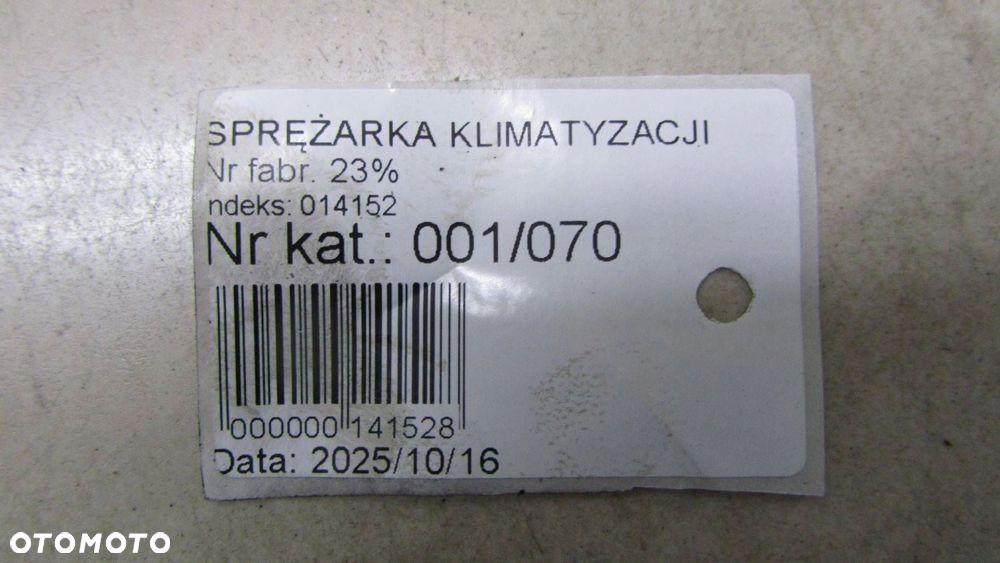 SPRĘŻARKA KLIMATYZACJI
Nr fabr. 23%
ndeks: 014152
Nr kat.: 001/070
000000 141528
Data: 2025/10/16
OTOMOTO